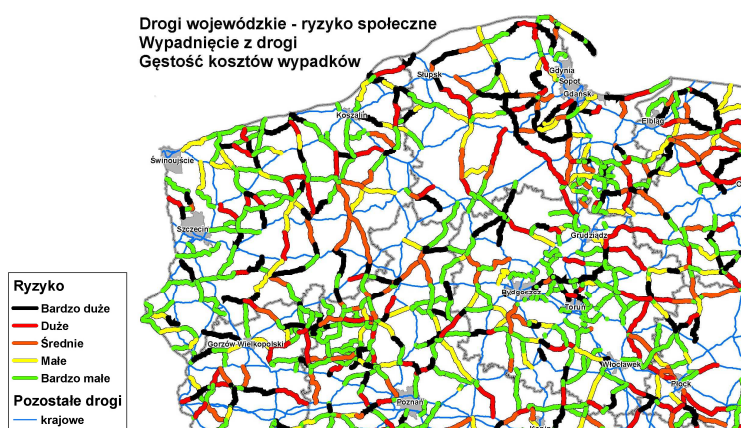 Drogi wojewódzkie - ryzyko społeczne
Wypadnięcie z drogi
Gęstość kosztów wypadków
Gdynia
Słupsk
Sopot
Gdańsk
Koszalin
Elbląg
Świnoujście
Szczecin
Grudziądz
Bydgoszcz
Toruń
Gorzów Wielkopolski
Włocławek
Płock
Poznań
Ryzyko
Bardzo duże
Duże
Średnie
Małe
Bardzo małe
Pozostałe drogi
krajowe